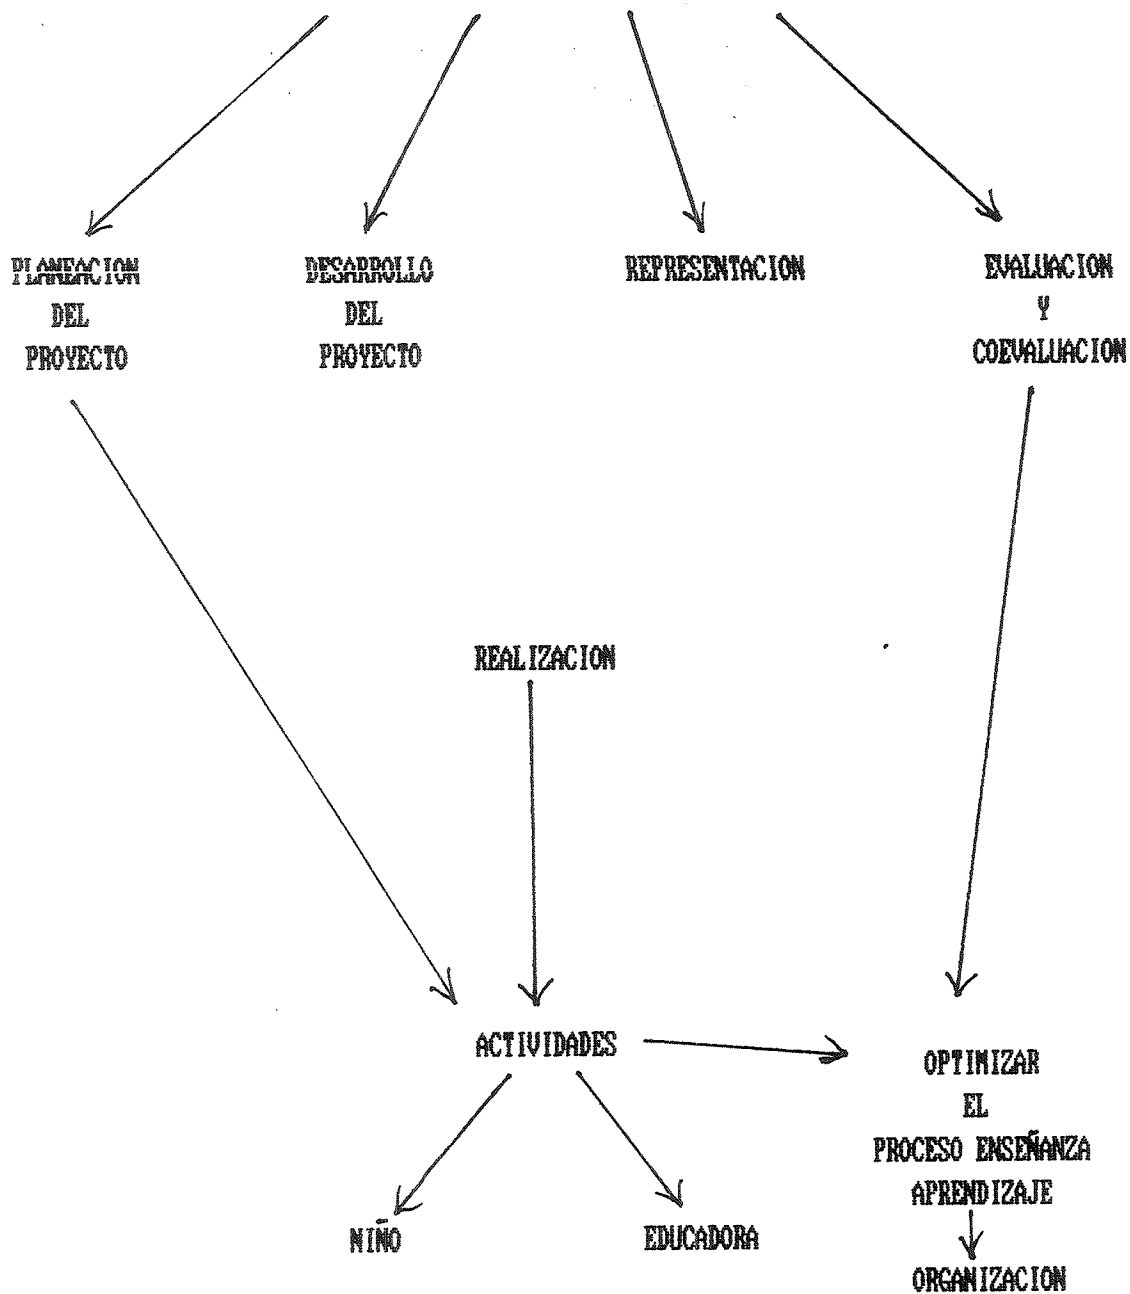 PLANEACION
DEL
PROYECTO
DESARROLLO
DEL
PROYECTO
REPRESENTACION
EVALUACION
Y
COEVALUACION
REALIZACION
ACTIVIDADES
OPTIMIZAR
EL
PROCESO ENSEÑANZA
APRENDIZAJE
NIÑO
EDUCADORA
ORGANIZACION